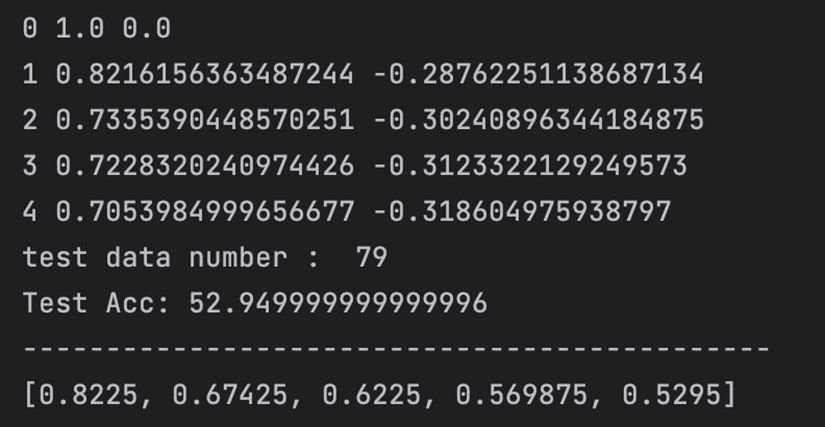 0 1.0 0.0
1 0.8216156363487244 -0.28762251138687134
2 0.7335390448570251 -0.30240896344184875
3 0.7228320240974426 -0.3123322129249573
4 0.7053984999656677 -0.318604975938797
test data number :  79
Test Acc: 52.949999999999996
---------------------------------------------
[0.8225, 0.67425, 0.6225, 0.569875, 0.5295]